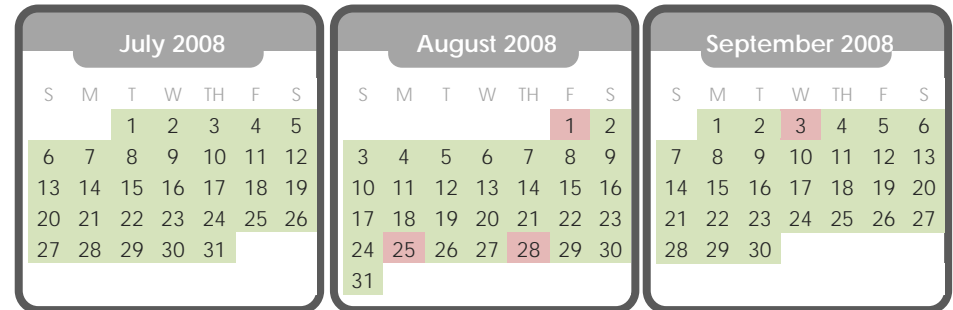 July 2008
S M T W TH F S
1 2 3 4 5
6 7 8 9 10 11 12
13 14 15 16 17 18 19
20 21 22 23 24 25 26
27 28 29 30 31
August 2008
S M T W TH F S
1 2
3 4 5 6 7 8 9
10 11 12 13 14 15 16
17 18 19 20 21 22 23
24 25 26 27 28 29 30
31
September 2008
S M T W TH F S
1 2 3 4 5 6
7 8 9 10 11 12 13
14 15 16 17 18 19 20
21 22 23 24 25 26 27
28 29 30